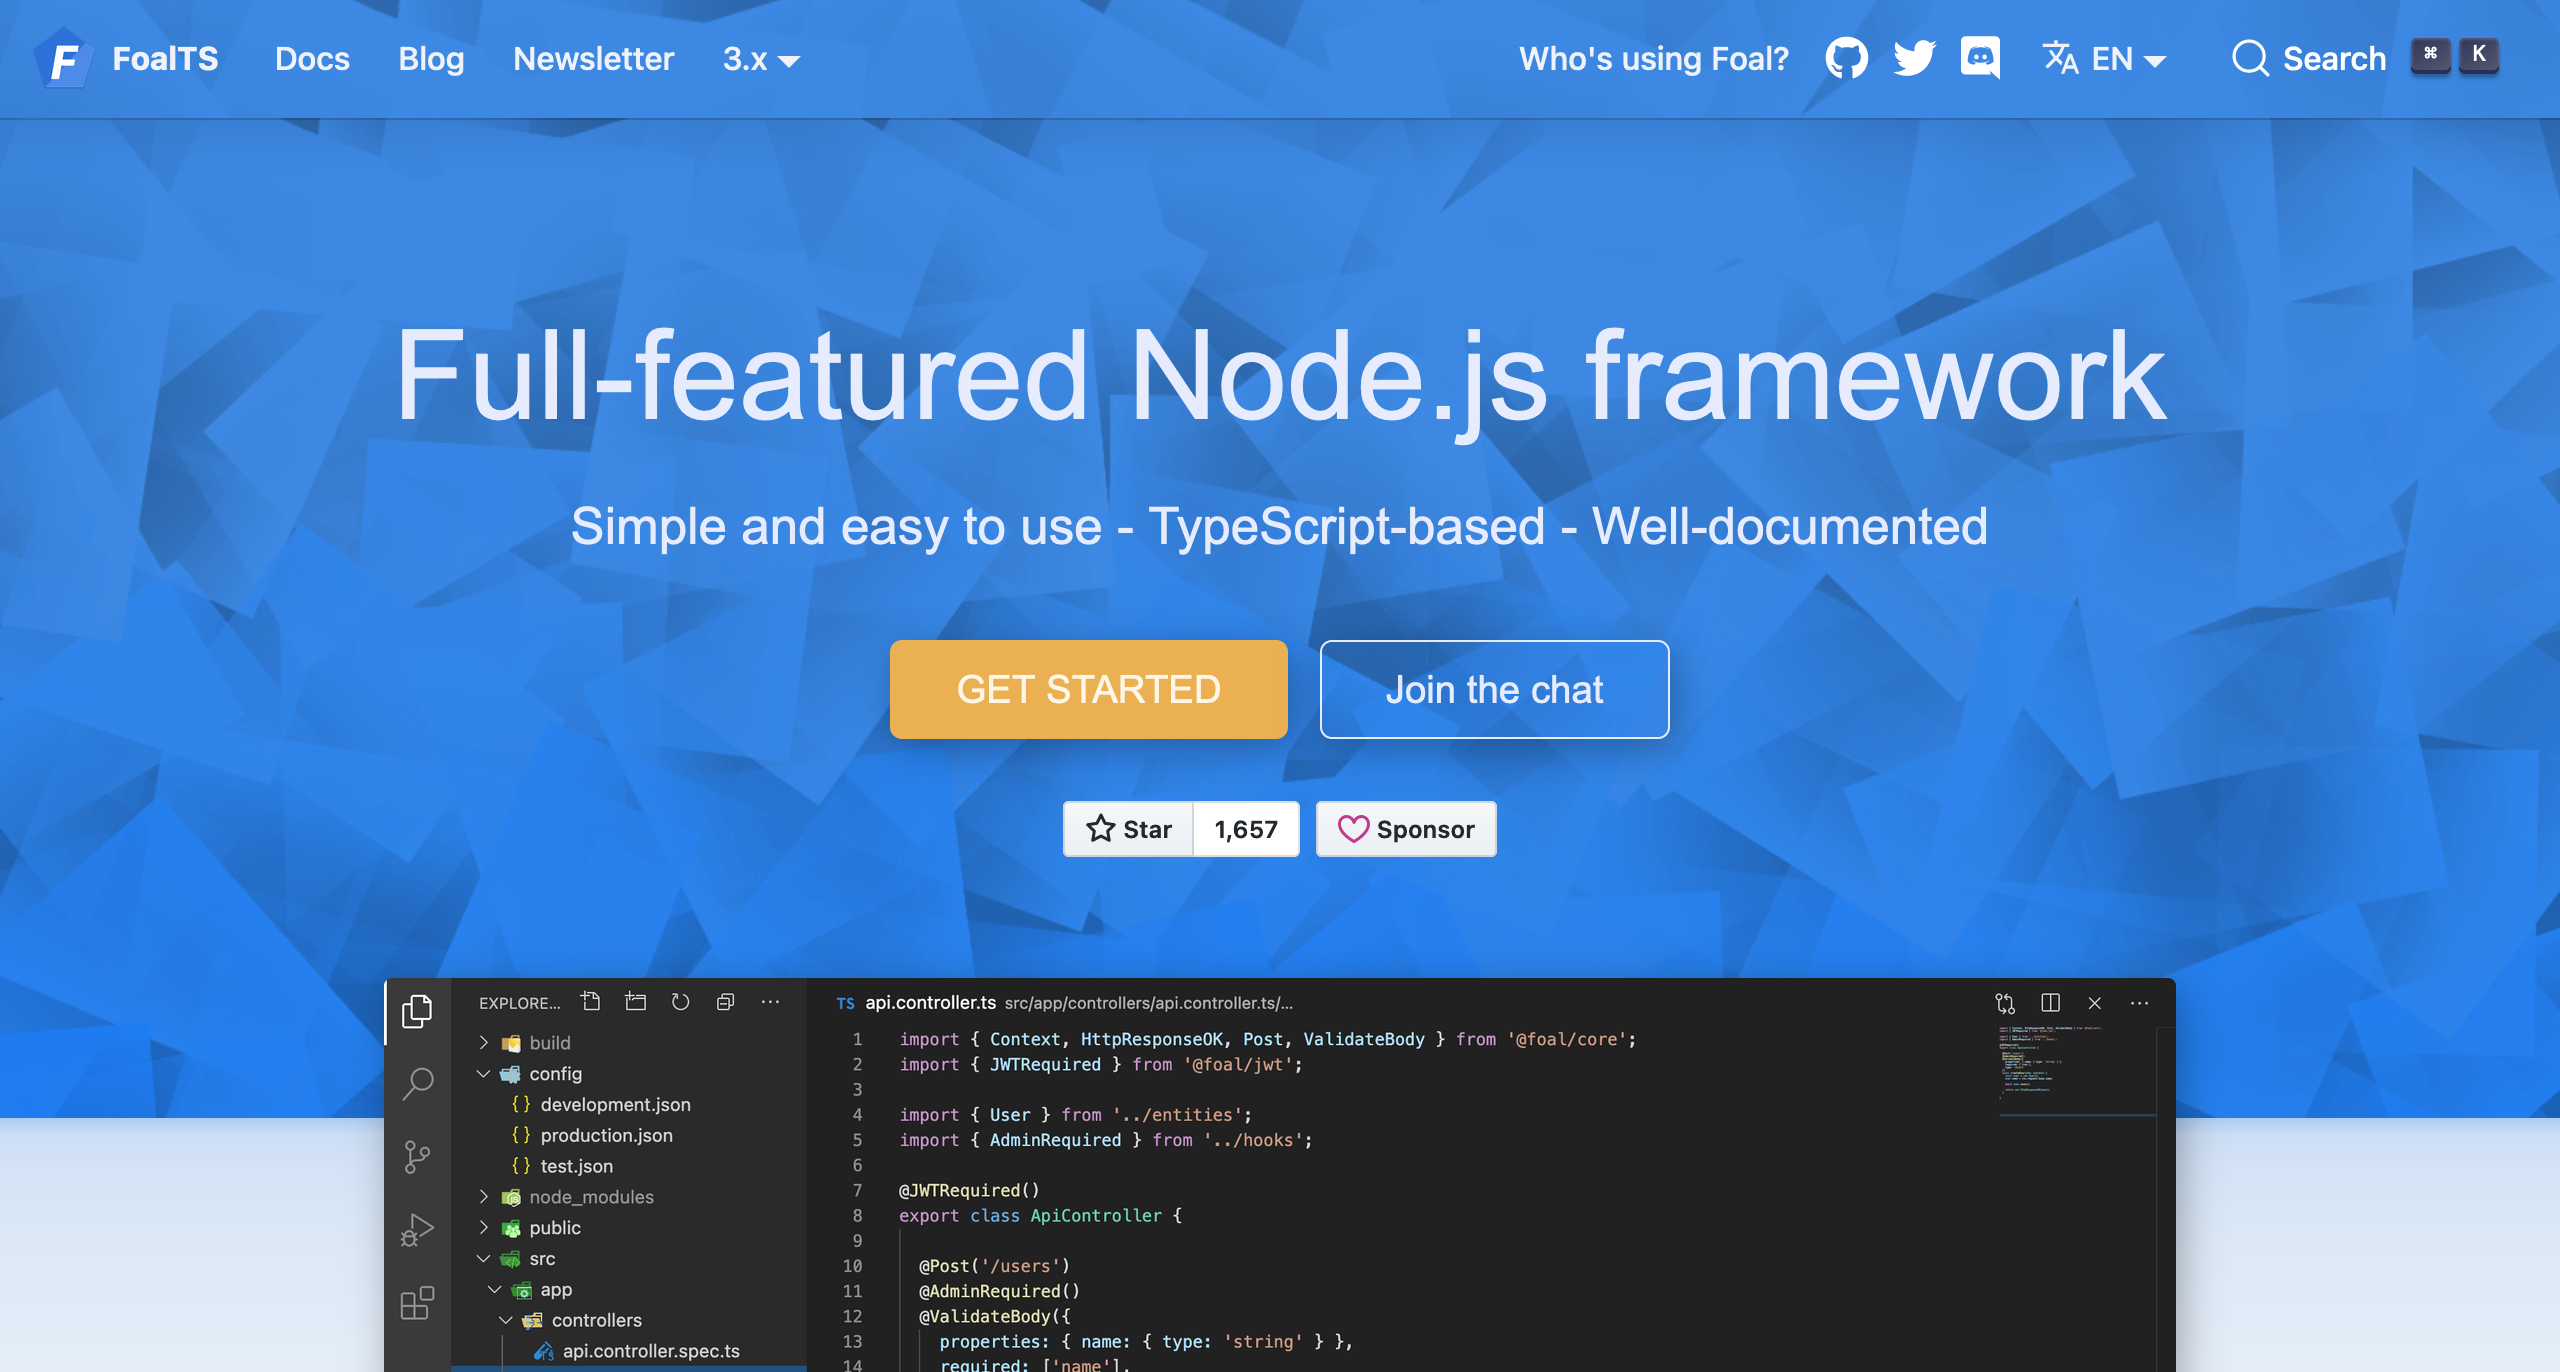 F FoalTS Docs Blog Newsletter 3.x Who's using Foal? EN Search ⌘ K
Full-featured Node.js framework
Simple and easy to use - TypeScript-based - Well-documented
GET STARTED Join the chat
Star 1,657 Sponsor
EXPLORE...
build
config
{ } development.json
{ } production.json
{ } test.json
node_modules
public
src
app
controllers
api.controller.spec.ts
TS api.controller.ts src/app/controllers/api.controller.ts/...
1 import { Context, HttpResponseOK, Post, ValidateBody } from '@foal/core';
2 import { JWTRequired } from '@foal/jwt';
3
4 import { User } from '../entities';
5 import { AdminRequired } from '../hooks';
6
7 @JWTRequired()
8 export class ApiController {
9
10 @Post('/users')
11 @AdminRequired()
12 @ValidateBody({
13 properties: { name: { type: 'string' } },
14 required: ['name'],